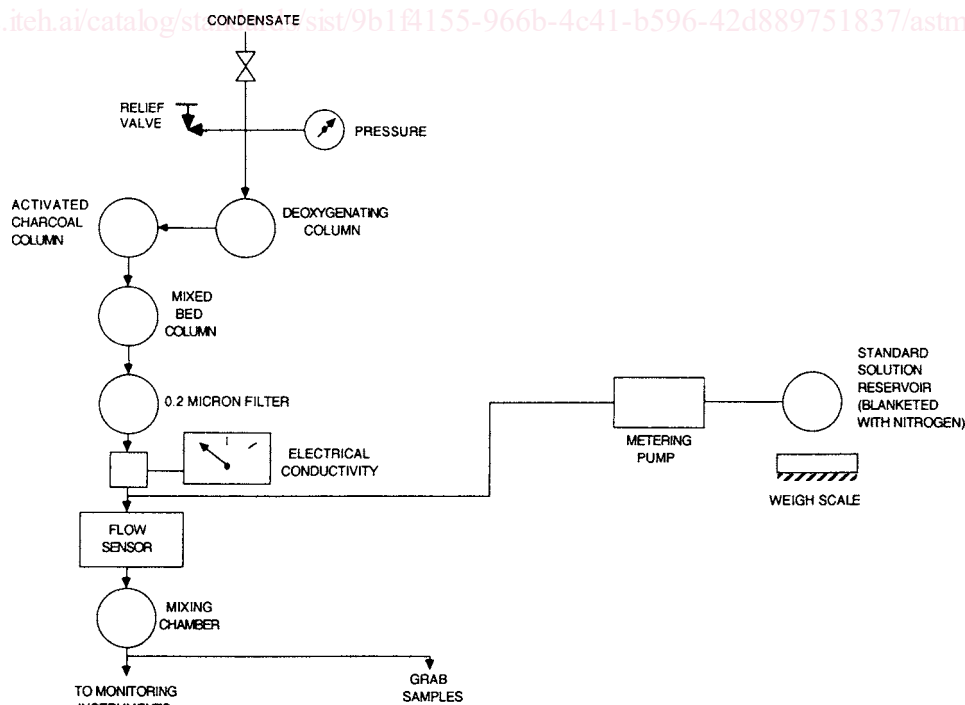 .iteh.ai/catalog/standards/sist/9b1f4155-966b-4c41-b596-42d889751837/astm
CONDENSATE
RELIEF
VALVE
PRESSURE
ACTIVATED
CHARCOAL
COLUMN
DEOXYGENATING
COLUMN
MIXED
BED
COLUMN
0.2 MICRON FILTER
ELECTRICAL
CONDUCTIVITY
METERING
PUMP
STANDARD
SOLUTION
RESERVOIR
(BLANKETED
WITH NITROGEN)
WEIGH SCALE
FLOW
SENSOR
MIXING
CHAMBER
TO MONITORING
INSTRUMENTS
GRAB
SAMPLES